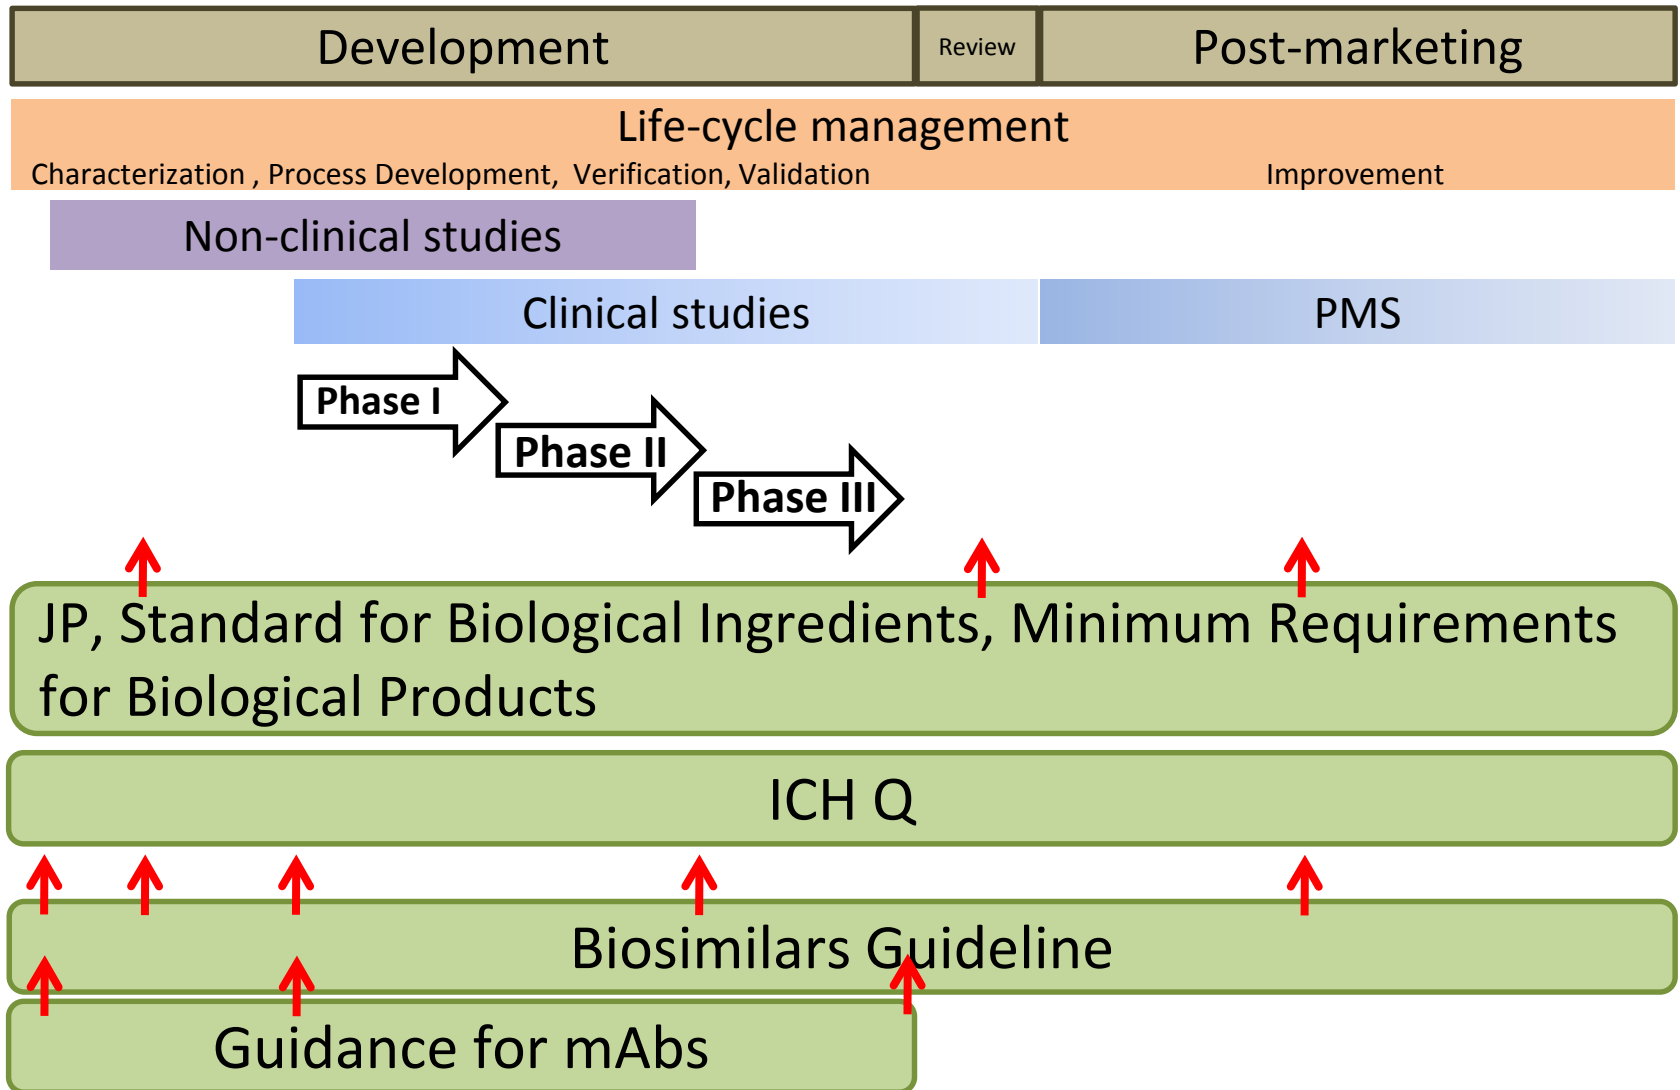 Development
Review
Post-marketing
Life-cycle management
Characterization , Process Development,  Verification, Validation
Improvement
Non-clinical studies
Clinical studies
PMS
Phase I
Phase II
Phase III
JP, Standard for Biological Ingredients, Minimum Requirements
for Biological Products
ICH Q
Biosimilars Guideline
Guidance for mAbs